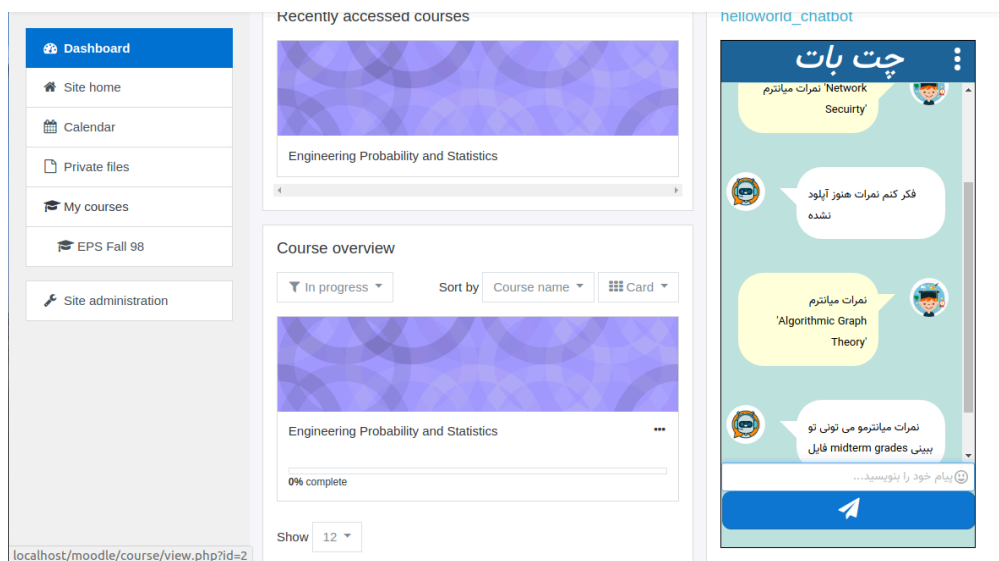 Dashboard
Site home
Calendar
Private files
My courses
EPS Fall 98
Site administration
localhost/moodle/course/view.php?id=2
Recently accessed courses
Engineering Probability and Statistics
Course overview
In progress
Sort by
Course name
Card
Engineering Probability and Statistics
0% complete
Show
12
helloworld_chatbot
چت بات
نمرات میانترم 'Network
Secuirty'
فکر کنم نمرات هنوز آپلود
نشده
نمرات میانترم
'Algorithmic Graph
Theory'
نمرات میانترمو می تونی تو
فایل midterm grades ببینی
پیام خود را بنویسید...